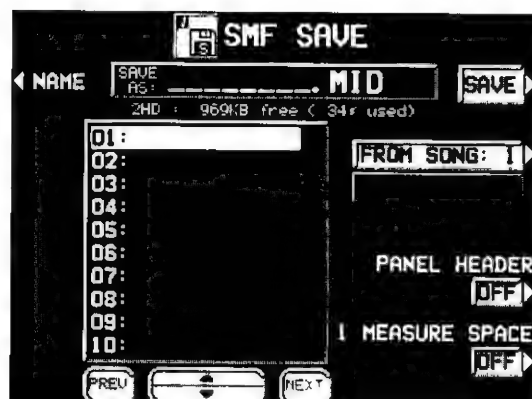 SMF SAVE
NAME
SAVE AS: ________.MID
SAVE
2HD : 969KB free ( 34% used)
01:
02:
03:
04:
05:
06:
07:
08:
09:
10:
FROM SONG: 1
PANEL HEADER
OFF
1 MEASURE SPACE
OFF
PREV
NEXT